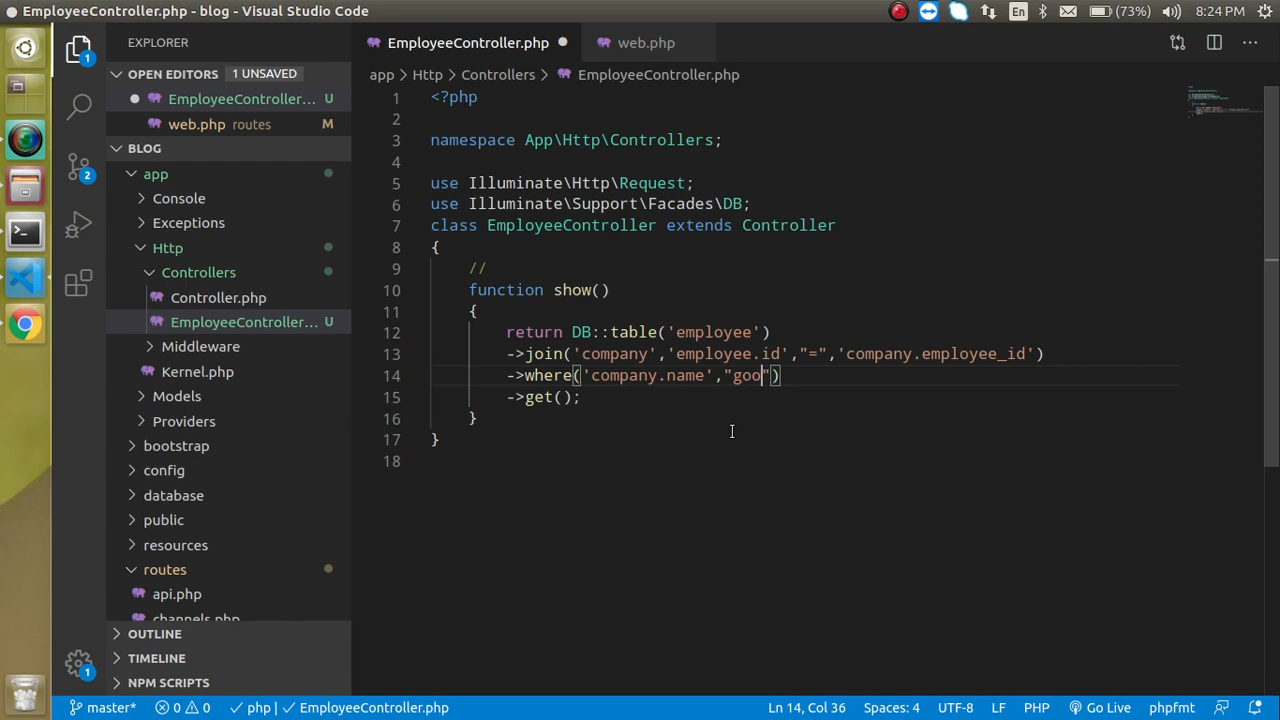 EmployeeController.php - blog - Visual Studio Code
En
(73%)
8:24 PM
1
2
1
EXPLORER
OPEN EDITORS 1 UNSAVED
EmployeeController... U
web.php routes M
BLOG
app
Console
Exceptions
Http
Controllers
Controller.php
EmployeeController... U
Middleware
Kernel.php
Models
Providers
bootstrap
config
database
public
resources
routes
api.php
channels.php
OUTLINE
TIMELINE
NPM SCRIPTS
EmployeeController.php
web.php
app > Http > Controllers > EmployeeController.php
1 <?php
2
3 namespace App\Http\Controllers;
4
5 use Illuminate\Http\Request;
6 use Illuminate\Support\Facades\DB;
7 class EmployeeController extends Controller
8 {
9 //
10 function show()
11 {
12 return DB::table('employee')
13 ->join('company','employee.id',"=",'company.employee_id')
14 ->where('company.name',"goo")
15 ->get();
16 }
17 }
18
master* 0 0 php | EmployeeController.php Ln 14, Col 36 Spaces: 4 UTF-8 LF PHP Go Live phpfmt